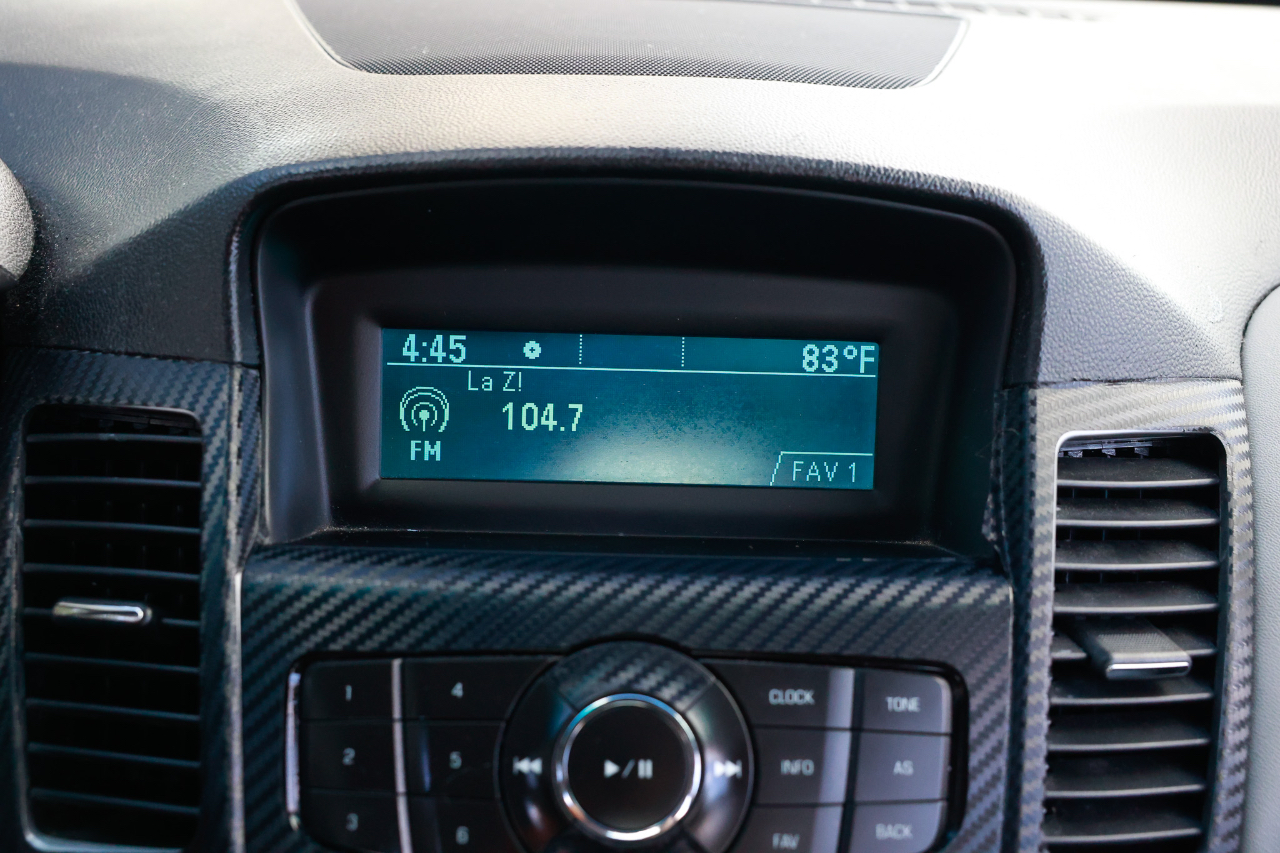 4:45 83°F
La Z!
104.7
FM
FAV 1
1 4 CLOCK TONE
2 5 INFO AS
3 6 FAV BACK